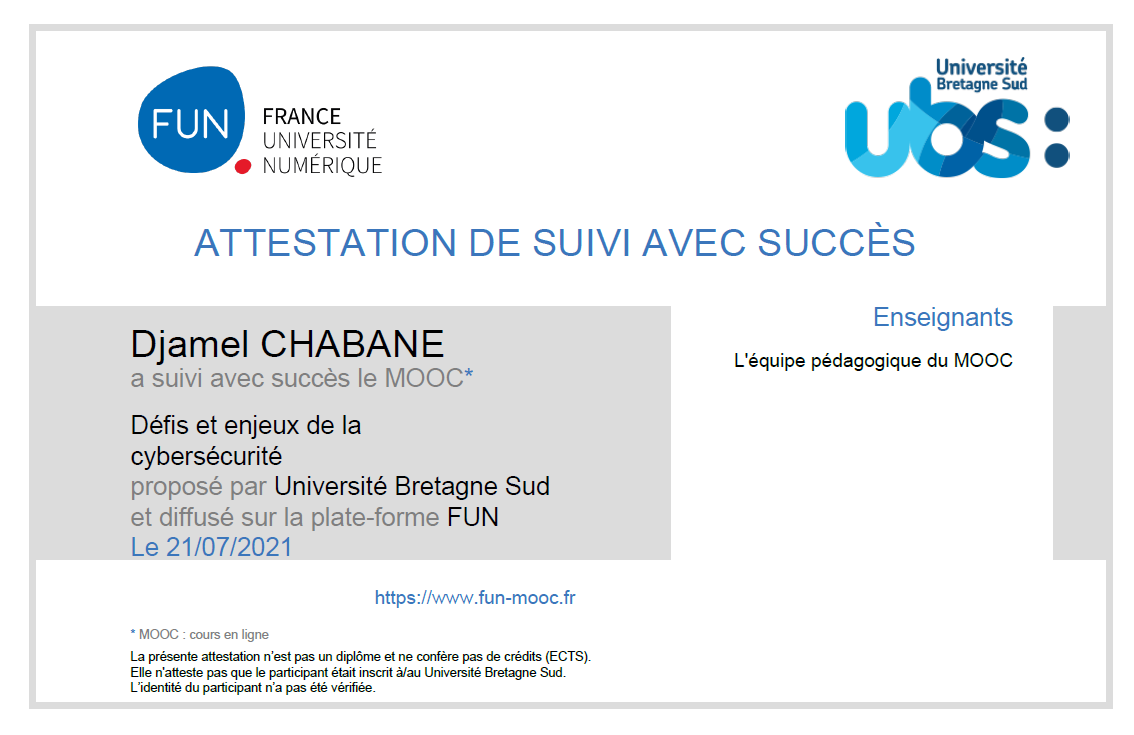 FUN
FRANCE
UNIVERSITÉ
NUMÉRIQUE
Université
Bretagne Sud
ubs:
ATTESTATION DE SUIVI AVEC SUCCÈS
Djamel CHABANE
a suivi avec succès le MOOC*
Défis et enjeux de la
cybersécurité
proposé par Université Bretagne Sud
et diffusé sur la plate-forme FUN
Le 21/07/2021
Enseignants
L'équipe pédagogique du MOOC
https://www.fun-mooc.fr
* MOOC : cours en ligne
La présente attestation n'est pas un diplôme et ne confère pas de crédits (ECTS).
Elle n'atteste pas que le participant était inscrit à/au Université Bretagne Sud.
L'identité du participant n'a pas été vérifiée.